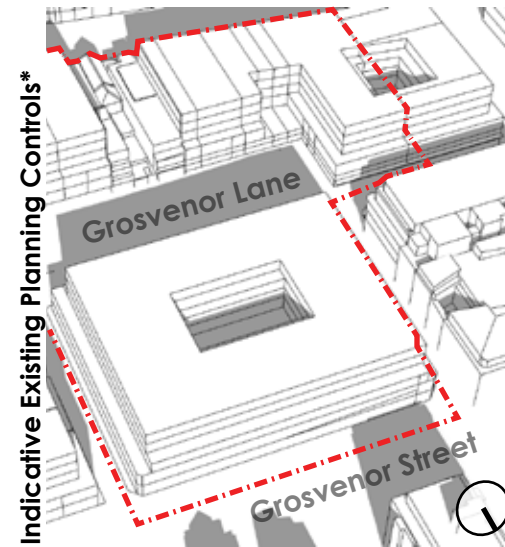 Indicative Existing Planning Controls*
Grosvenor Lane
Grosvenor Street